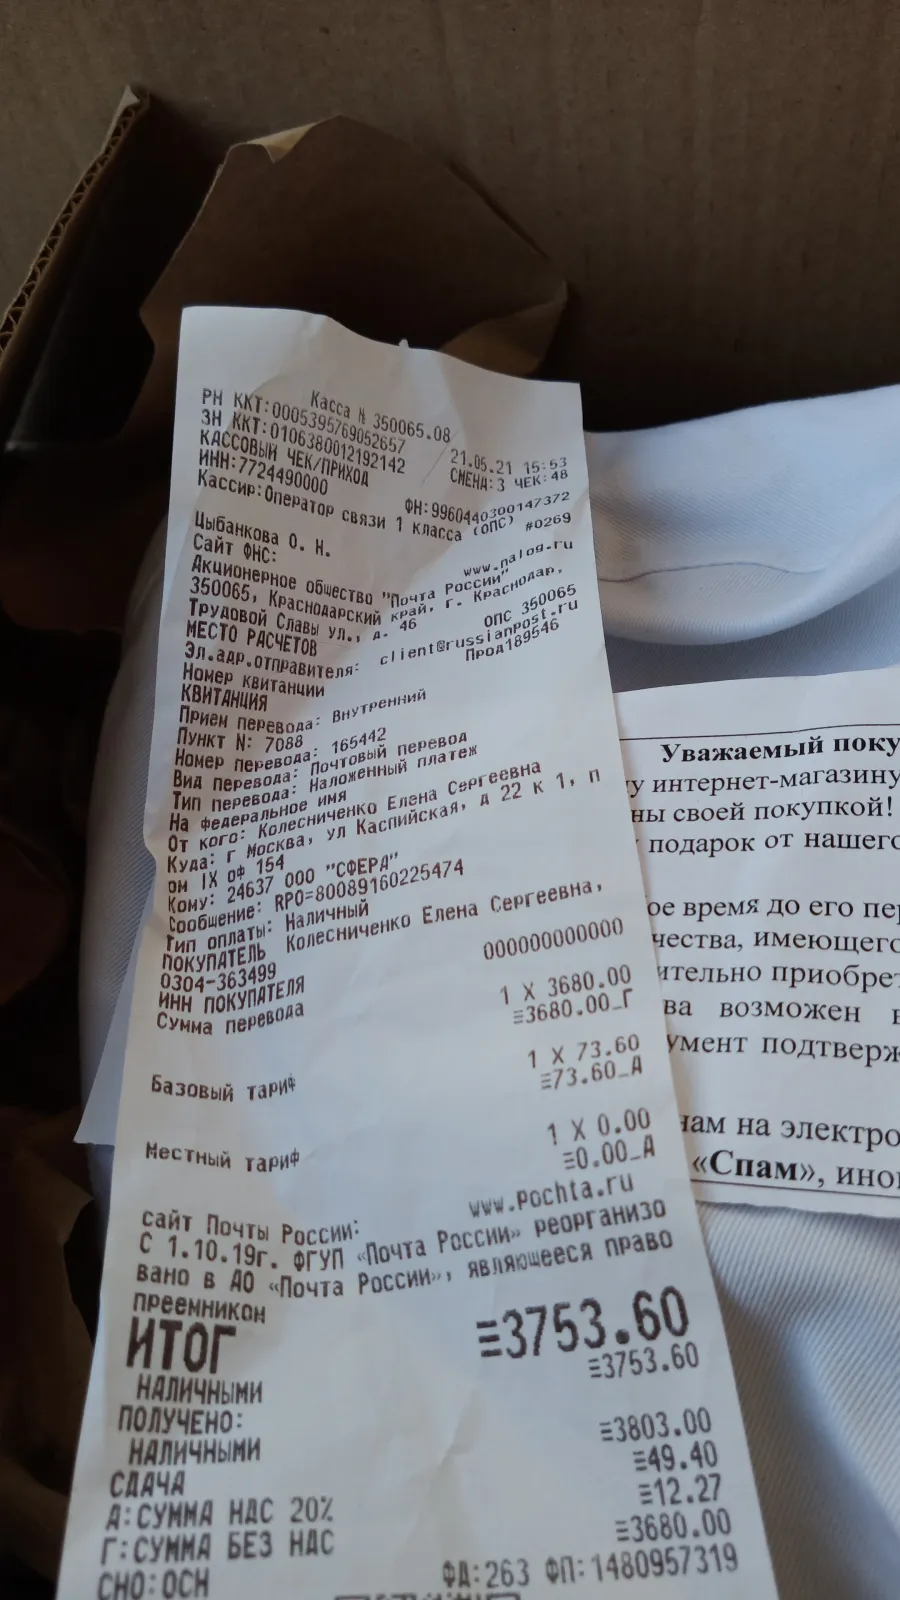 Касса N 350065.08
РН ККТ:0005395769052657 21.05.21 15:53
ЗН ККТ:0106380012192142 СМЕНА:3 ЧЕК:48
КАССОВЫЙ ЧЕК/ПРИХОД
ИНН:7724490000 ФН:9960440300147372
Кассир:Оператор связи 1 класса (ОПС) #0269
Цыбанкова О. Н.
Сайт ФНС: www.nalog.ru
Акционерное общество "Почта России"
350065, Краснодарский край, г. Краснодар,
Трудовой Славы ул., д. 46
МЕСТО РАСЧЕТОВ ОПС 350065
Эл.адр.отправителя: client@russianpost.ru
Номер квитанции Прод189546
КВИТАНЦИЯ
Прием перевода: Внутренний
Пункт N: 7088
Номер перевода: 165442
Вид перевода: Почтовый перевод
Тип перевода: Наложенный платеж
На федеральное имя
От кого: Колесниченко Елена Сергеевна
Куда: г Москва, ул Каспийская, д 22 к 1, п
ом IX оф 154
Кому: 24637 ООО "СФЕРА"
Сообщение: RPO=80089160225474
Тип оплаты: Наличный
ПОКУПАТЕЛЬ Колесниченко Елена Сергеевна,
0304-363499
ИНН ПОКУПАТЕЛЯ 000000000000
Сумма перевода 1 X 3680.00
≡3680.00_Г
Базовый тариф 1 X 73.60
≡73.60_А
Местный тариф 1 X 0.00
≡0.00_А
сайт Почты России: www.pochta.ru
С 1.10.19г. ФГУП «Почта России» реорганизо
вано в АО «Почта России», являющееся право
преемником
ИТОГ ≡3753.60
НАЛИЧНЫМИ ≡3753.60
ПОЛУЧЕНО:
НАЛИЧНЫМИ ≡3803.00
СДАЧА ≡49.40
А:СУММА НДС 20% ≡12.27
Г:СУММА БЕЗ НДС ≡3680.00
СНО:ОСН ФД:263 ФП:1480957319
Уважаемый поку
у интернет-магазину
ны своей покупкой!
подарок от нашего
ое время до его пер
чества, имеющего
ительно приобрет
ва возможен в
умент подтверж
нам на электро
«Спам», ино